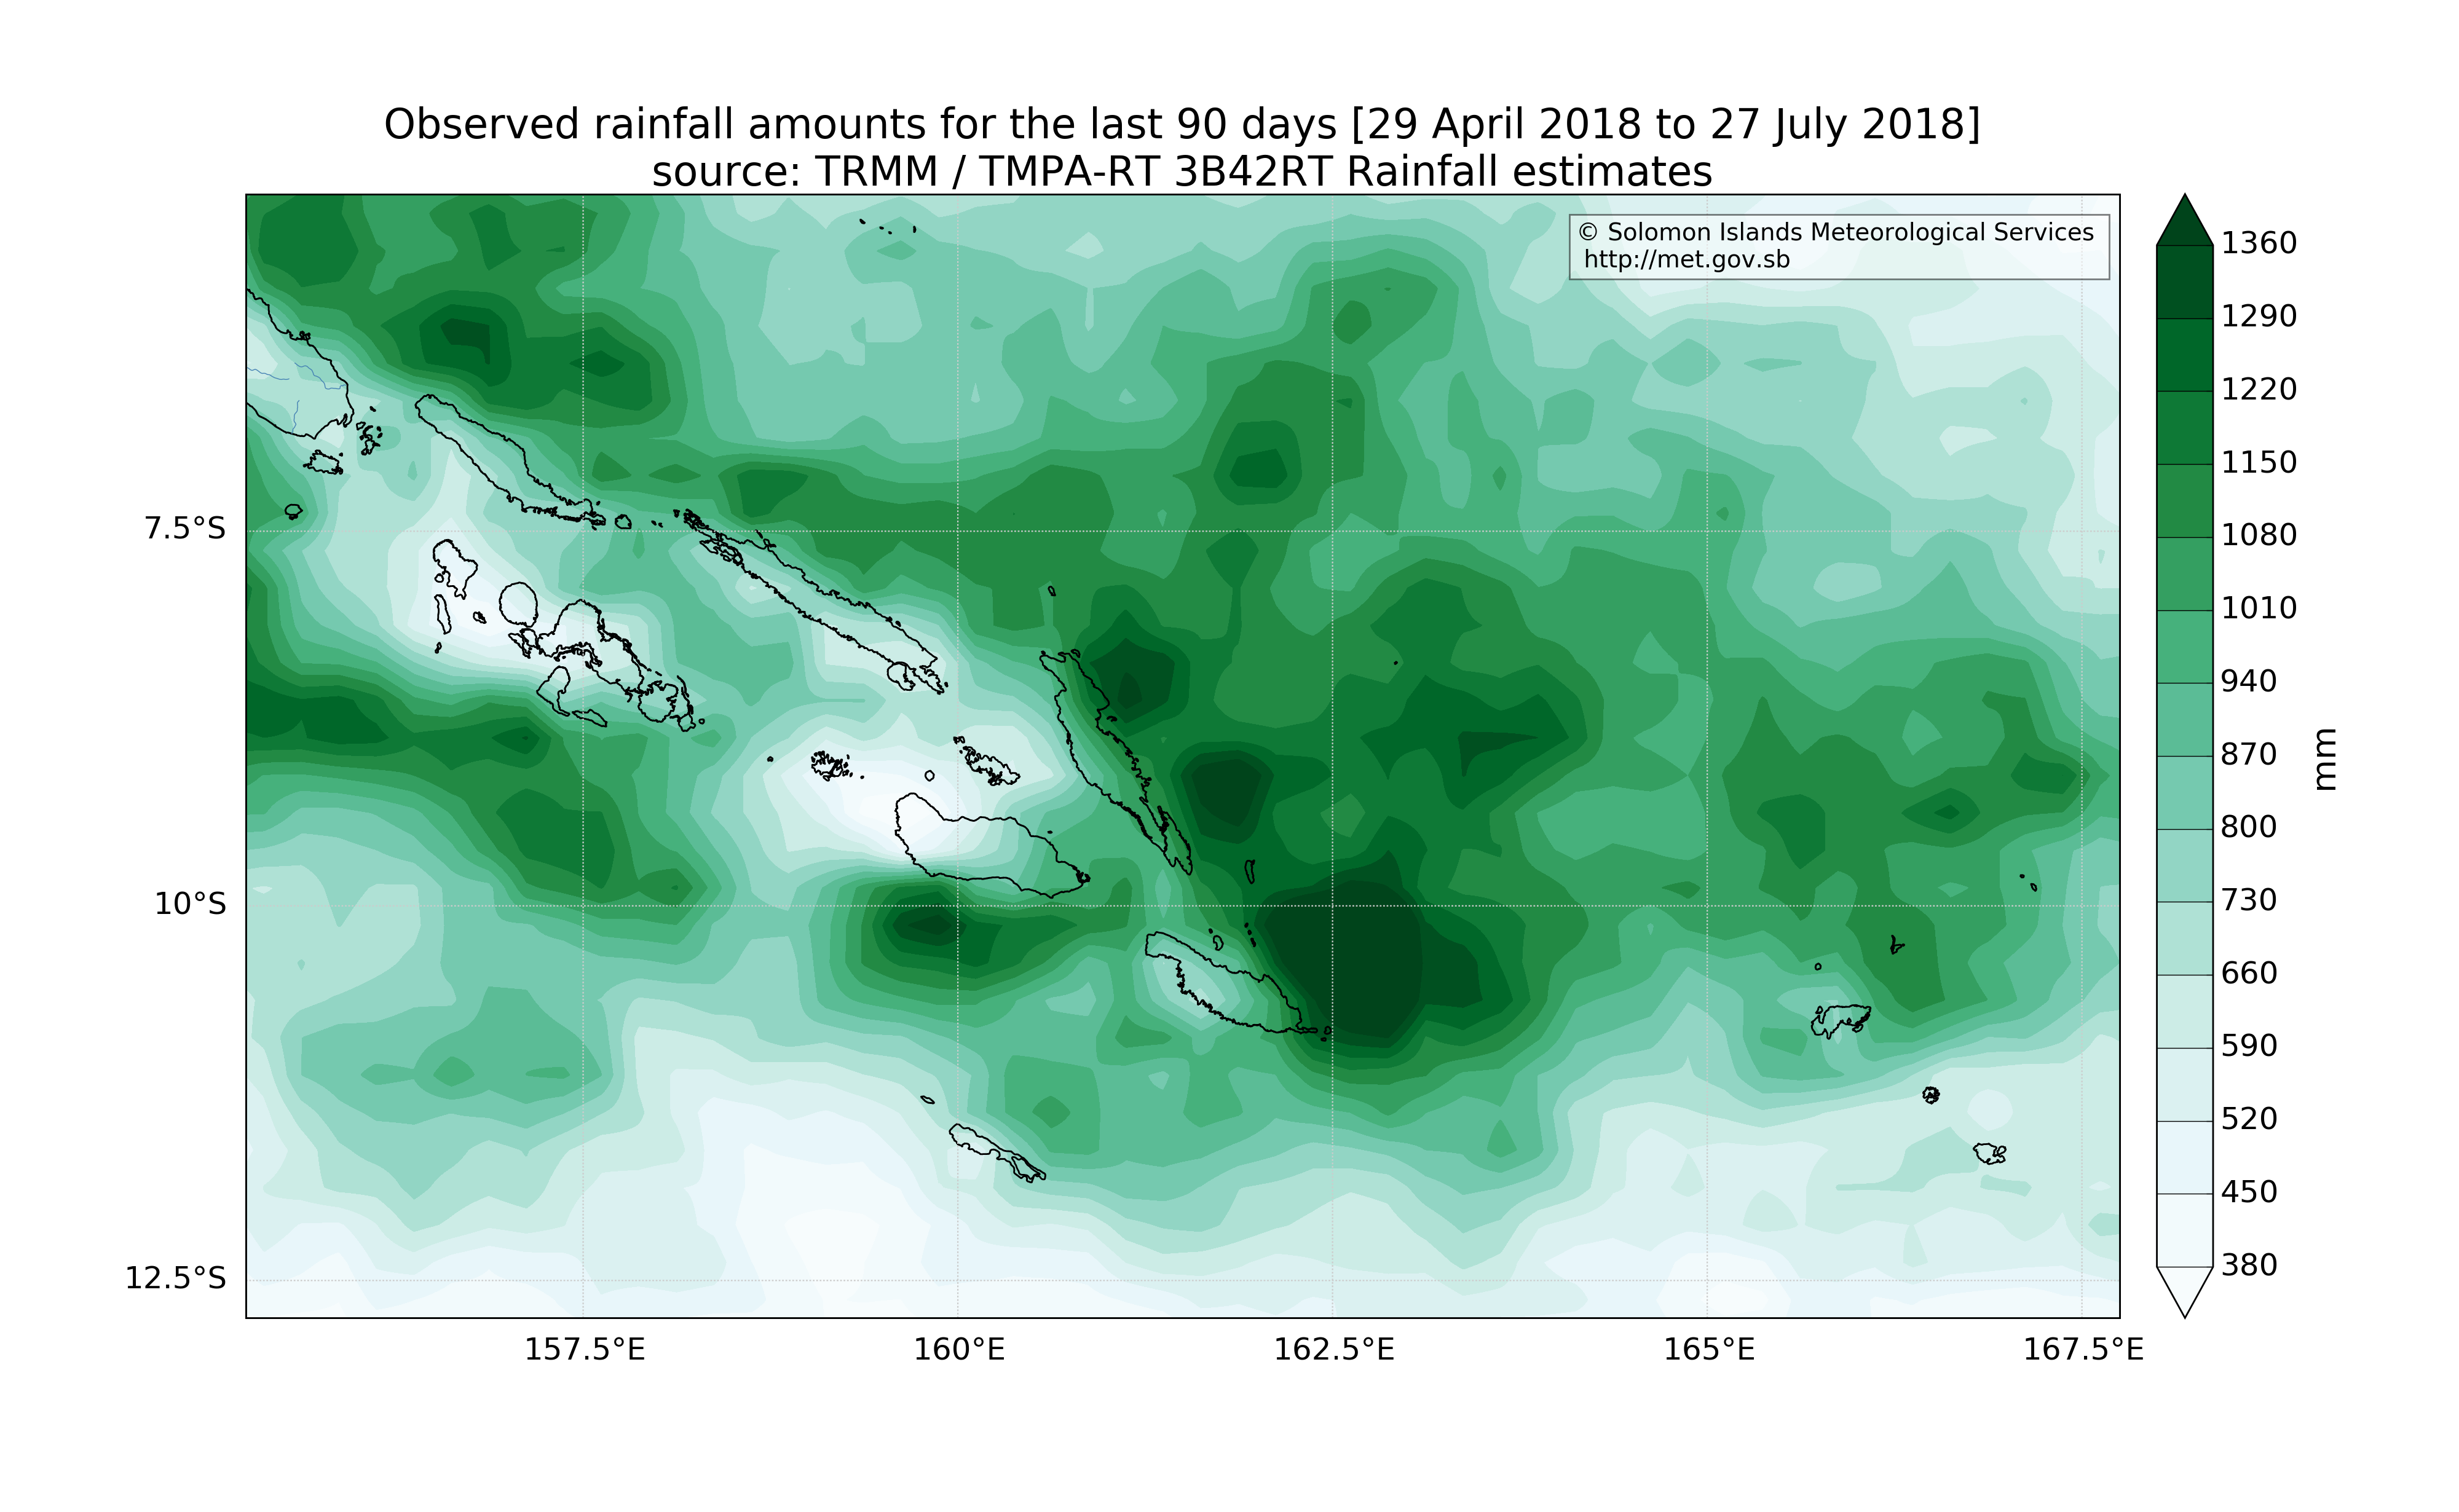 Observed rainfall amounts for the last 90 days [29 April 2018 to 27 July 2018]
source: TRMM / TMPA-RT 3B42RT Rainfall estimates
© Solomon Islands Meteorological Services
http://met.gov.sb
7.5°S
10°S
12.5°S
157.5°E
160°E
162.5°E
165°E
167.5°E
1360
1290
1220
1150
1080
1010
940
870
800
730
660
590
520
450
380
mm